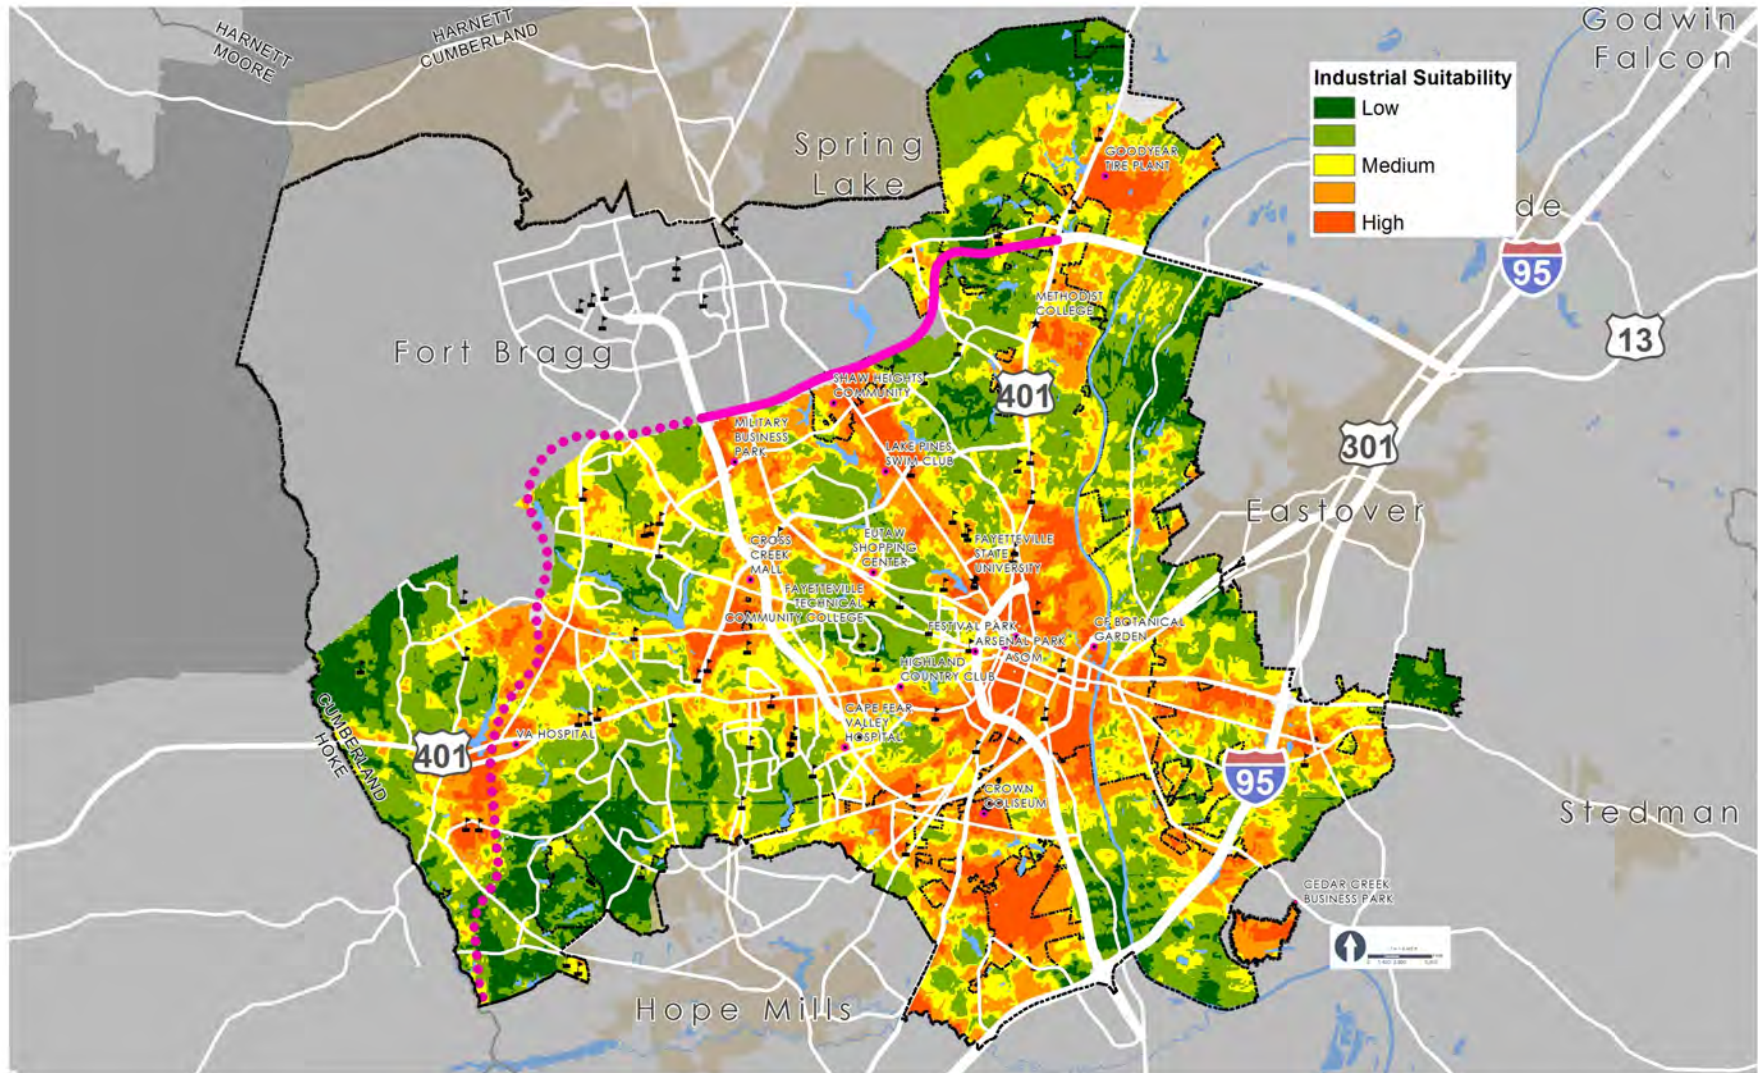 HARNETT
MOORE
HARNETT
CUMBERLAND
Godwin
Falcon
Industrial Suitability
Low
Medium
High
de
Spring
Lake
GOODYEAR
TIRE PLANT
95
13
METHODIST
COLLEGE
Fort Bragg
SHAW HEIGHTS
COMMUNITY
401
MILITARY
BUSINESS
PARK
LAKE PINES
SWIM CLUB
301
Eastover
CROSS
CREEK
MALL
EUTAW
SHOPPING
CENTER
FAYETTEVILLE
STATE
UNIVERSITY
FAYETTEVILLE
TECHNICAL
COMMUNITY COLLEGE
FESTIVAL PARK
ARSENAL PARK
ASOM
CF BOTANICAL
GARDEN
HIGHLAND
COUNTRY CLUB
CAPE FEAR
VALLEY
HOSPITAL
VA HOSPITAL
401
CUMBERLAND
HOKE
95
CROWN
COLISEUM
Stedman
CEDAR CREEK
BUSINESS PARK
Hope Mills